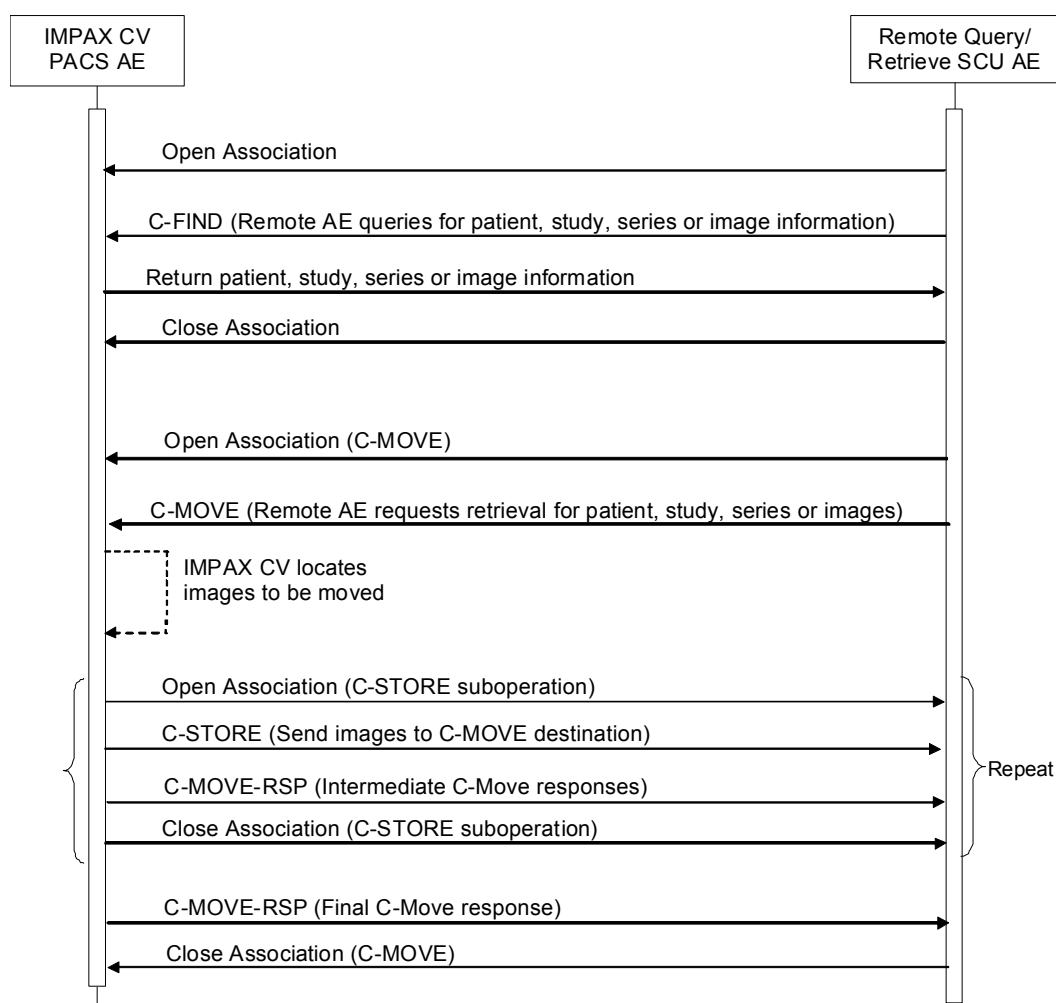 IMPAX CV
PACS AE
Remote Query/
Retrieve SCU AE
Open Association
C-FIND (Remote AE queries for patient, study, series or image information)
Return patient, study, series or image information
Close Association
Open Association (C-MOVE)
C-MOVE (Remote AE requests retrieval for patient, study, series or images)
IMPAX CV locates
images to be moved
Open Association (C-STORE suboperation)
C-STORE (Send images to C-MOVE destination)
Repeat
C-MOVE-RSP (Intermediate C-Move responses)
Close Association (C-STORE suboperation)
C-MOVE-RSP (Final C-Move response)
Close Association (C-MOVE)